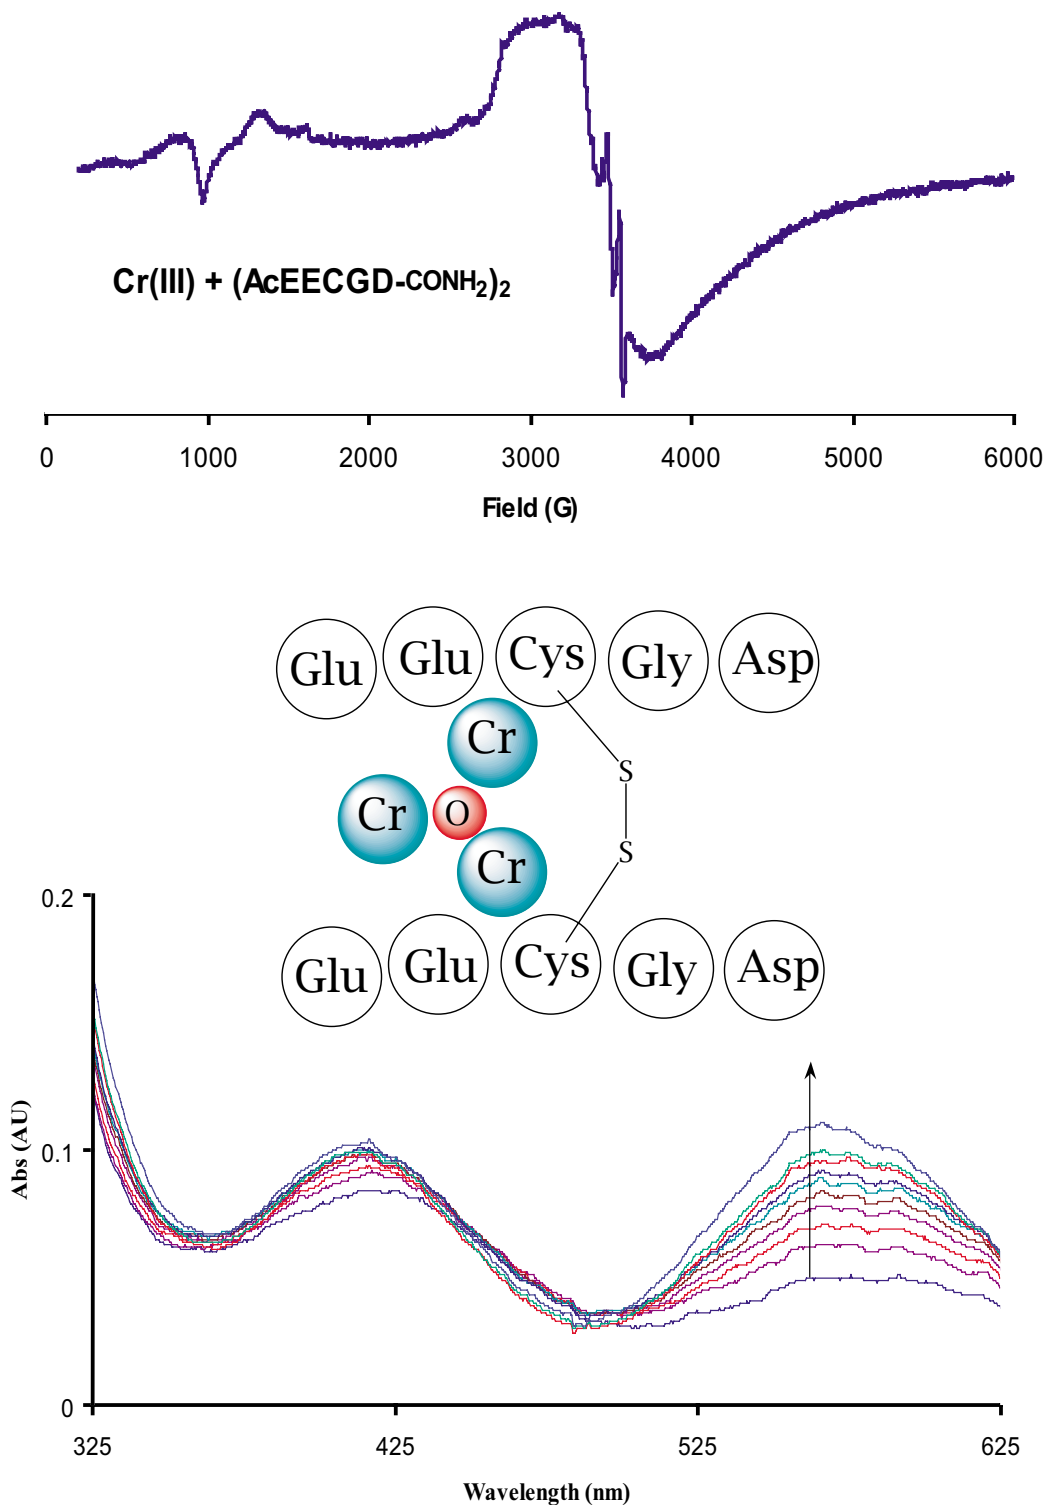 Cr(III) + (AcEECGD-CONH₂)₂
0 1000 2000 3000 4000 5000 6000
Field (G)
Glu Glu Cys Gly Asp
Cr
S
Cr O
S
Cr
Glu Glu Cys Gly Asp
0.2
Abs (AU)
0.1
0
325 425 525 625
Wavelength (nm)